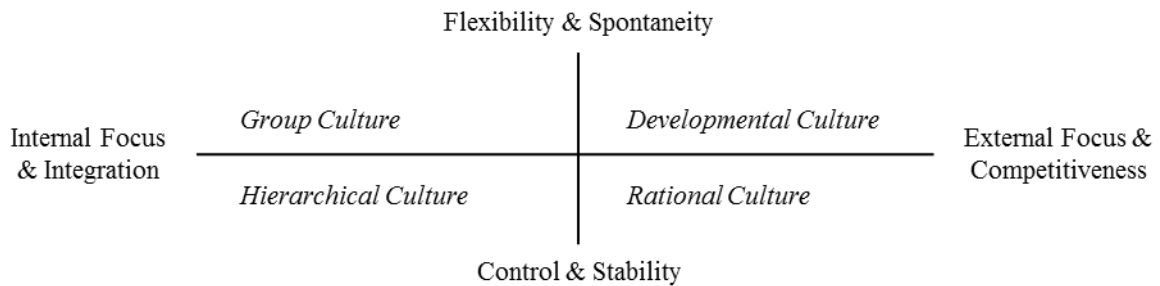 Flexibility & Spontaneity
Group Culture
Developmental Culture
Internal Focus
& Integration
External Focus &
Competitiveness
Hierarchical Culture
Rational Culture
Control & Stability